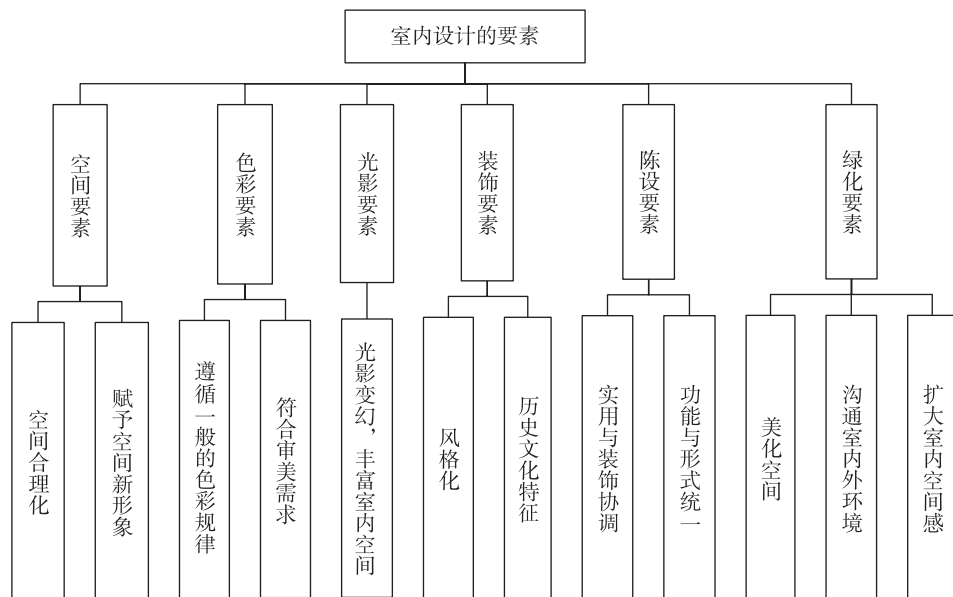 室内设计的要素
空间要素
色彩要素
光影要素
装饰要素
陈设要素
绿化要素
空间合理化
赋予空间新形象
遵循一般的色彩规律
符合审美需求
光影变幻，丰富室内空间
风格化
历史文化特征
实用与装饰协调
功能与形式统一
美化空间
沟通室内外环境
扩大室内空间感